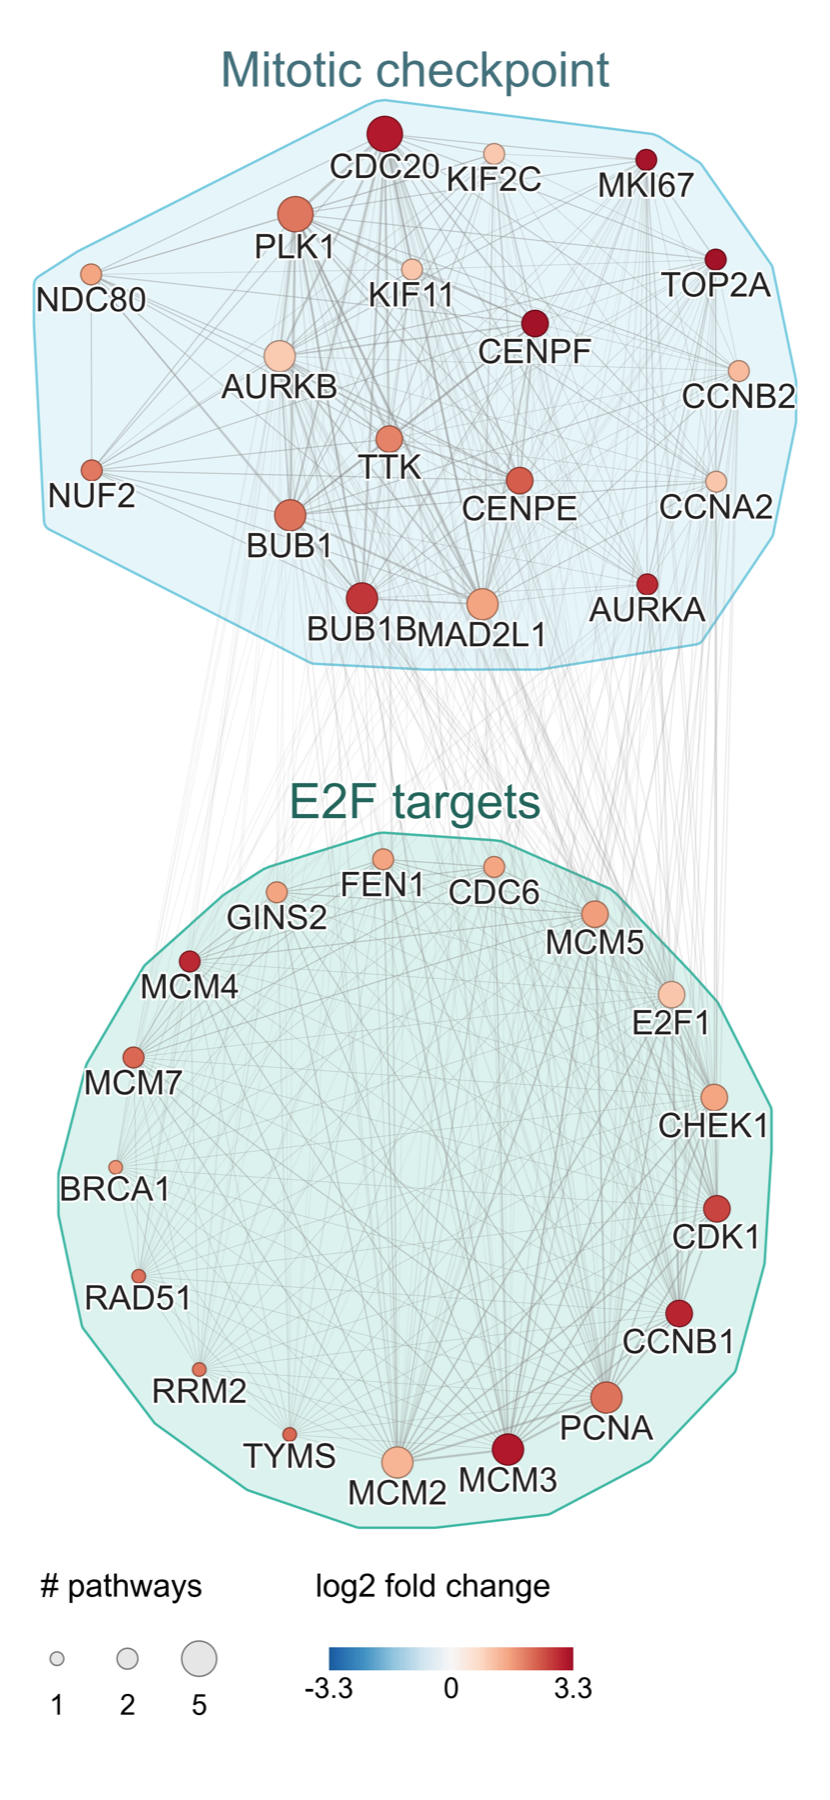 Mitotic checkpoint
CDC20
KIF2C
MKI67
PLK1
TOP2A
NDC80
KIF11
CENPF
AURKB
CCNB2
TTK
NUF2
CENPE
CCNA2
BUB1
AURKA
BUB1B
MAD2L1
E2F targets
FEN1
CDC6
GINS2
MCM5
MCM4
E2F1
MCM7
CHEK1
BRCA1
CDK1
RAD51
CCNB1
RRM2
PCNA
TYMS
MCM3
MCM2
# pathways
1 2 5
log2 fold change
-3.3 0 3.3